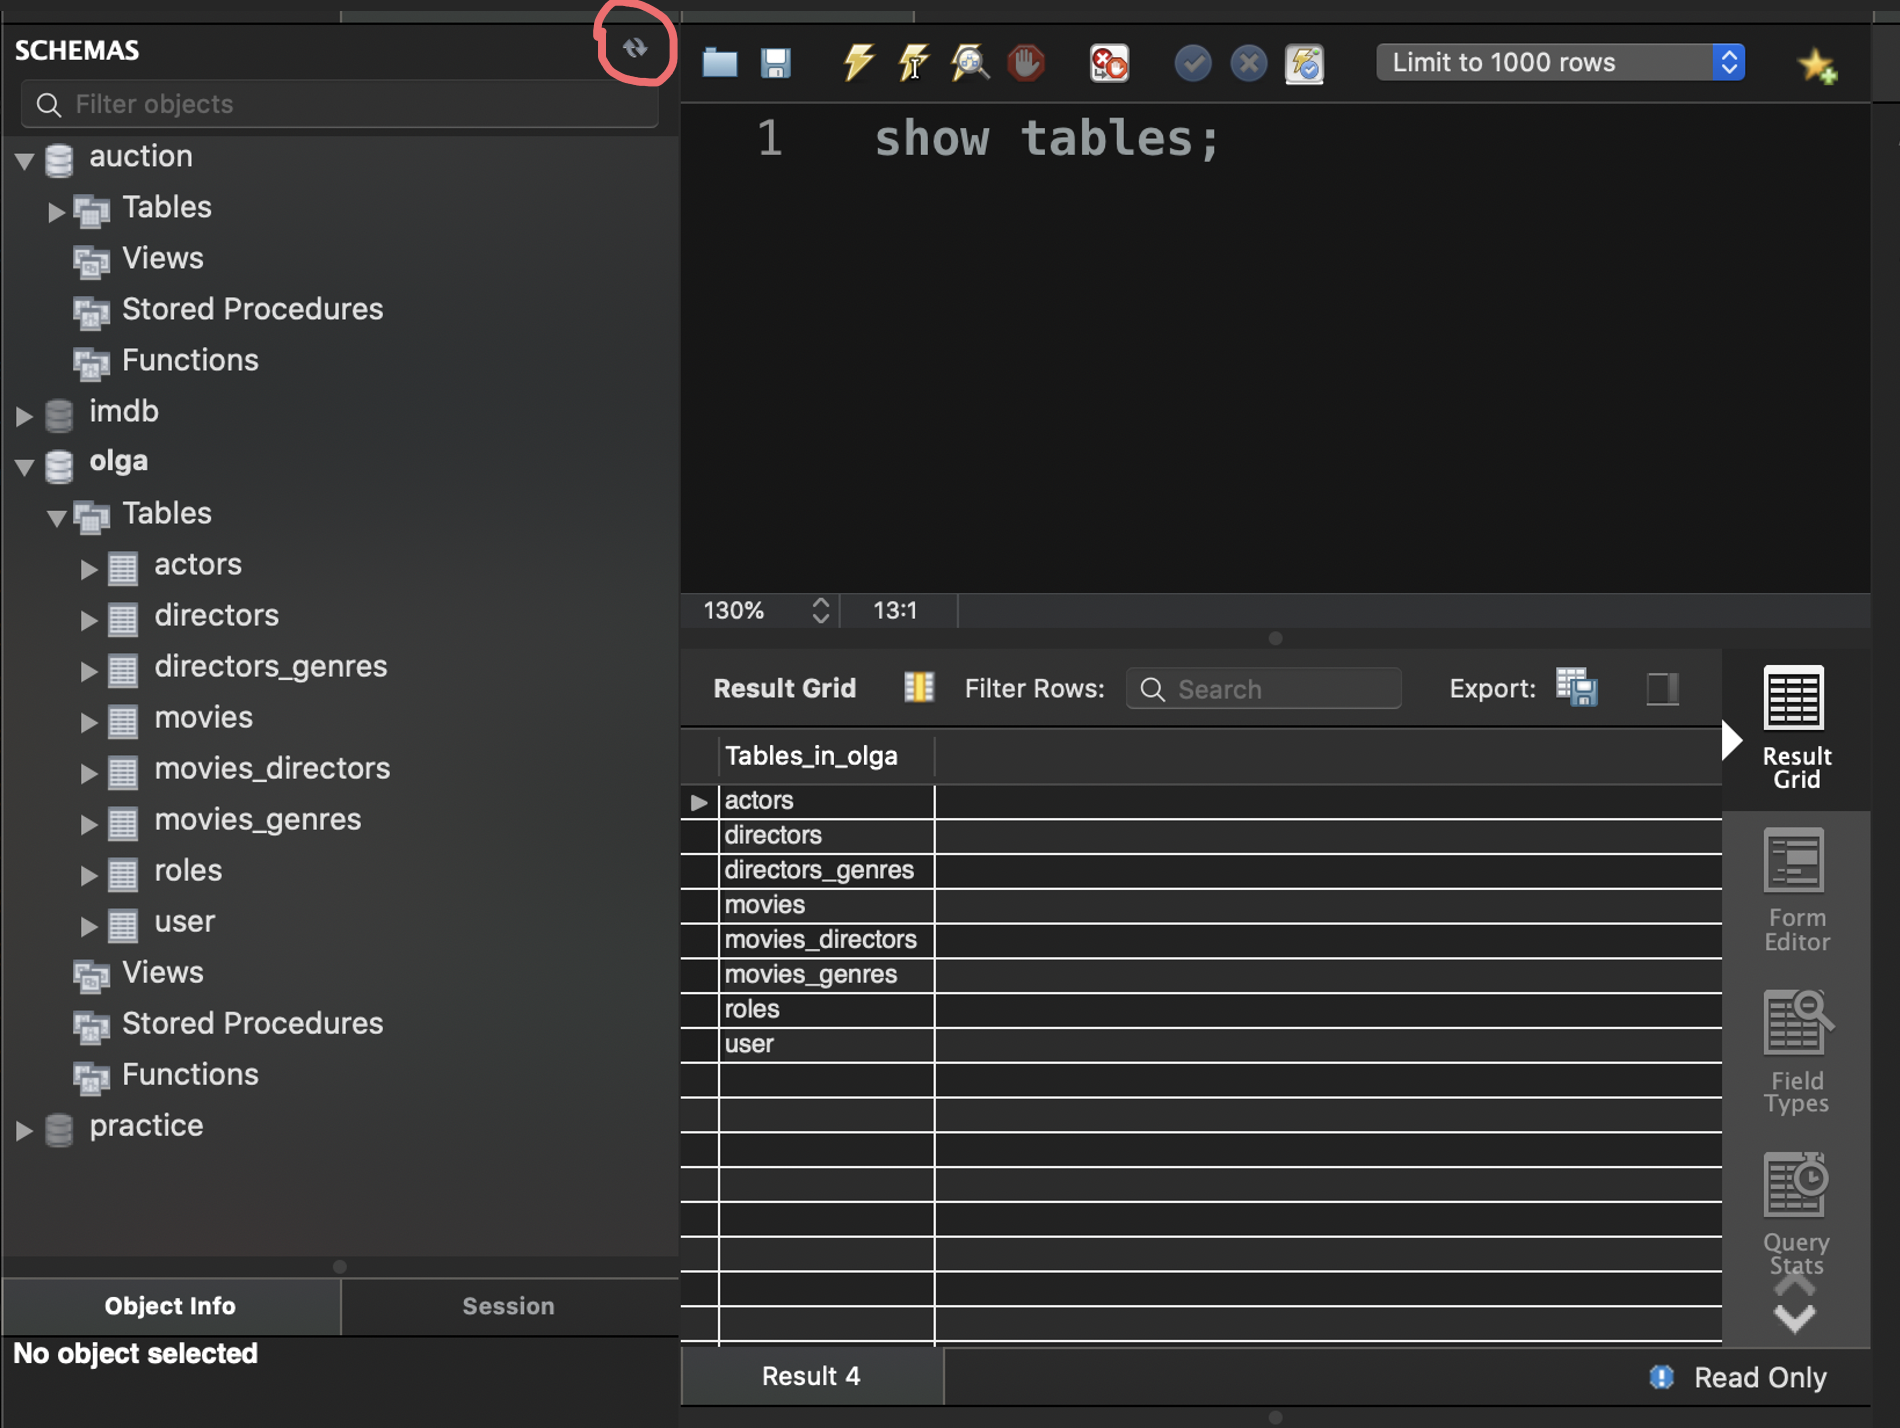 SCHEMAS
Filter objects
auction
Tables
Views
Stored Procedures
Functions
imdb
olga
Tables
actors
directors
directors_genres
movies
movies_directors
movies_genres
roles
user
Views
Stored Procedures
Functions
practice
Object Info
Session
No object selected
Limit to 1000 rows
1 show tables;
130%
13:1
Result Grid
Filter Rows:
Search
Export:
Tables_in_olga
actors
directors
directors_genres
movies
movies_directors
movies_genres
roles
user
Result
Grid
Form
Editor
Field
Types
Query
Stats
Result 4
Read Only